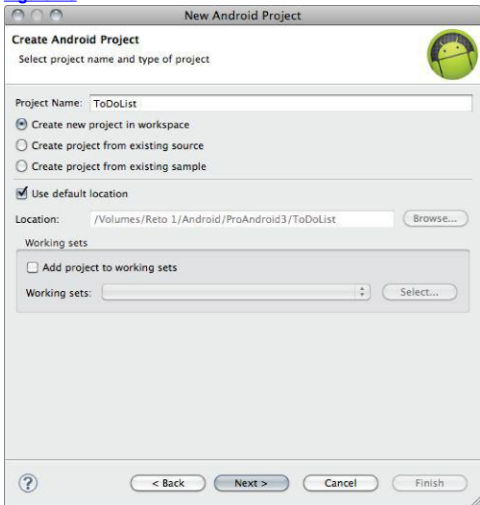 New Android Project
Create Android Project
Select project name and type of project
Project Name: ToDoList
Create new project in workspace
Create project from existing source
Create project from existing sample
Use default location
Location: /Volumes/Reto 1/Android/ProAndroid3/ToDoList Browse...
Working sets
Add project to working sets
Working sets: Select...
? < Back Next > Cancel Finish